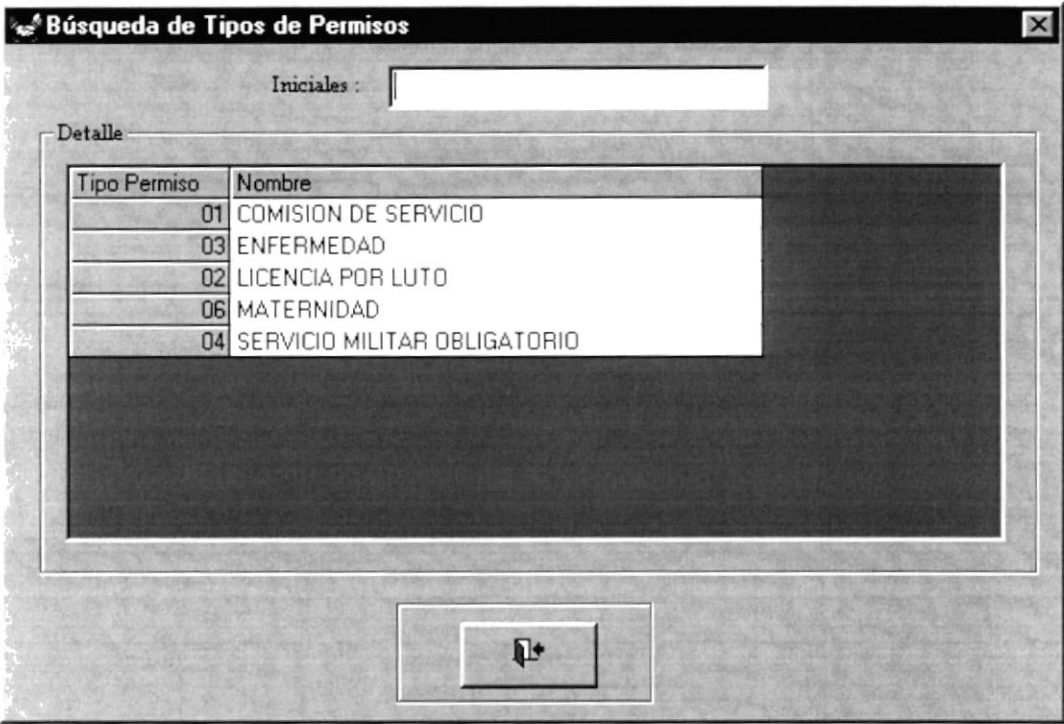 Búsqueda de Tipos de Permisos
Iniciales :
Detalle
Tipo Permiso Nombre
01 COMISION DE SERVICIO
03 ENFERMEDAD
02 LICENCIA POR LUTO
06 MATERNIDAD
04 SERVICIO MILITAR OBLIGATORIO